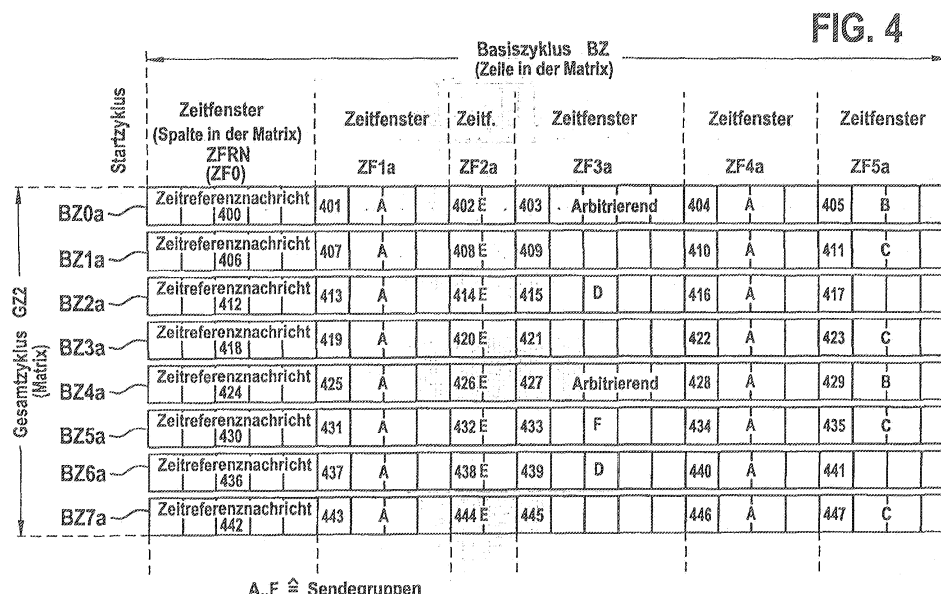 FIG. 4
Basiszyklus BZ
(Zeile in der Matrix)
Startzyklus
Zeitfenster
(Spalte in der Matrix)
ZFRN
(ZF0)
Zeitfenster
ZF1a
Zeitf.
ZF2a
Zeitfenster
ZF3a
Zeitfenster
ZF4a
Zeitfenster
ZF5a
Gesamtzyklus GZ2
(Matrix)
BZ0a Zeitreferenznachricht 400 401 A 402 E 403 Arbitrierend 404 A 405 B
BZ1a Zeitreferenznachricht 406 407 A 408 E 409 410 A 411 C
BZ2a Zeitreferenznachricht 412 413 A 414 E 415 D 416 A 417
BZ3a Zeitreferenznachricht 418 419 A 420 E 421 422 A 423 C
BZ4a Zeitreferenznachricht 424 425 A 426 E 427 Arbitrierend 428 A 429 B
BZ5a Zeitreferenznachricht 430 431 A 432 E 433 F 434 A 435 C
BZ6a Zeitreferenznachricht 436 437 A 438 E 439 D 440 A 441
BZ7a Zeitreferenznachricht 442 443 A 444 E 445 446 A 447 C
A..F ≙ Sendegruppen